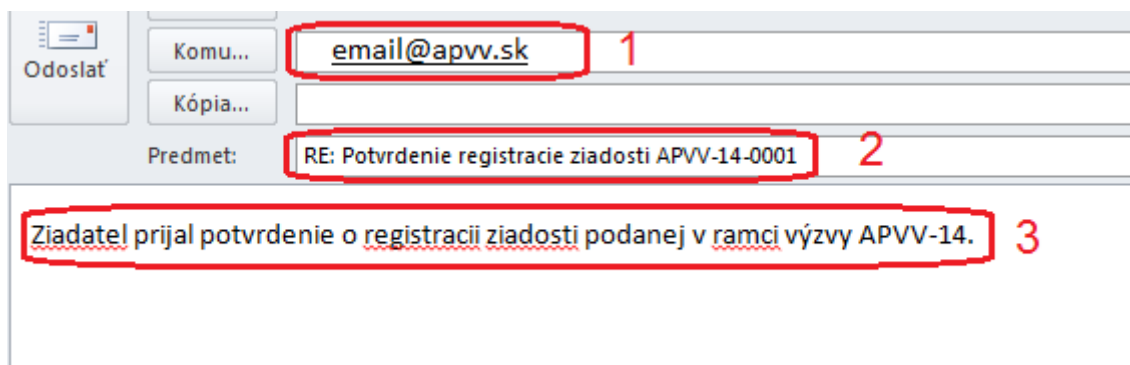 Komu... email@apvv.sk 1
Odoslať
Kópia...
Predmet: RE: Potvrdenie registracie ziadosti APVV-14-0001 2
Ziadatel prijal potvrdenie o registracii ziadosti podanej v ramci výzvy APVV-14. 3